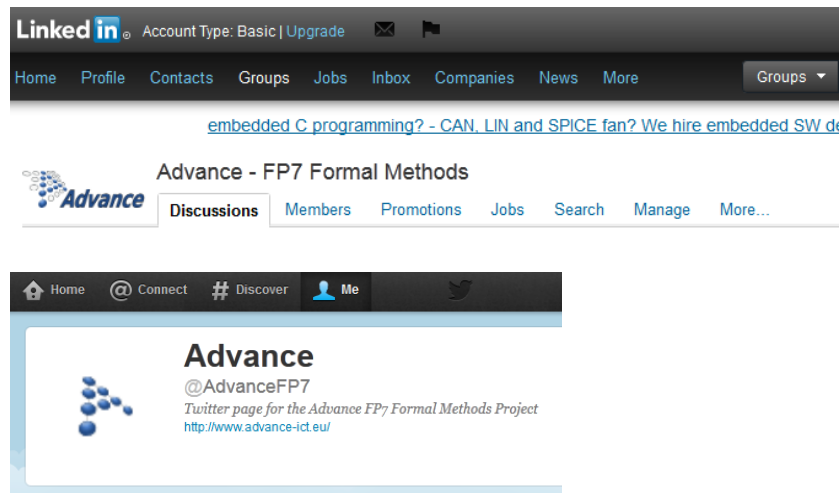 Linked in ® Account Type: Basic | Upgrade
Home Profile Contacts Groups Jobs Inbox Companies News More Groups
embedded C programming? - CAN, LIN and SPICE fan? We hire embedded SW de
Advance - FP7 Formal Methods
Advance
Discussions Members Promotions Jobs Search Manage More...
Home @ Connect # Discover Me
Advance
@AdvanceFP7
Twitter page for the Advance FP7 Formal Methods Project
http://www.advance-ict.eu/